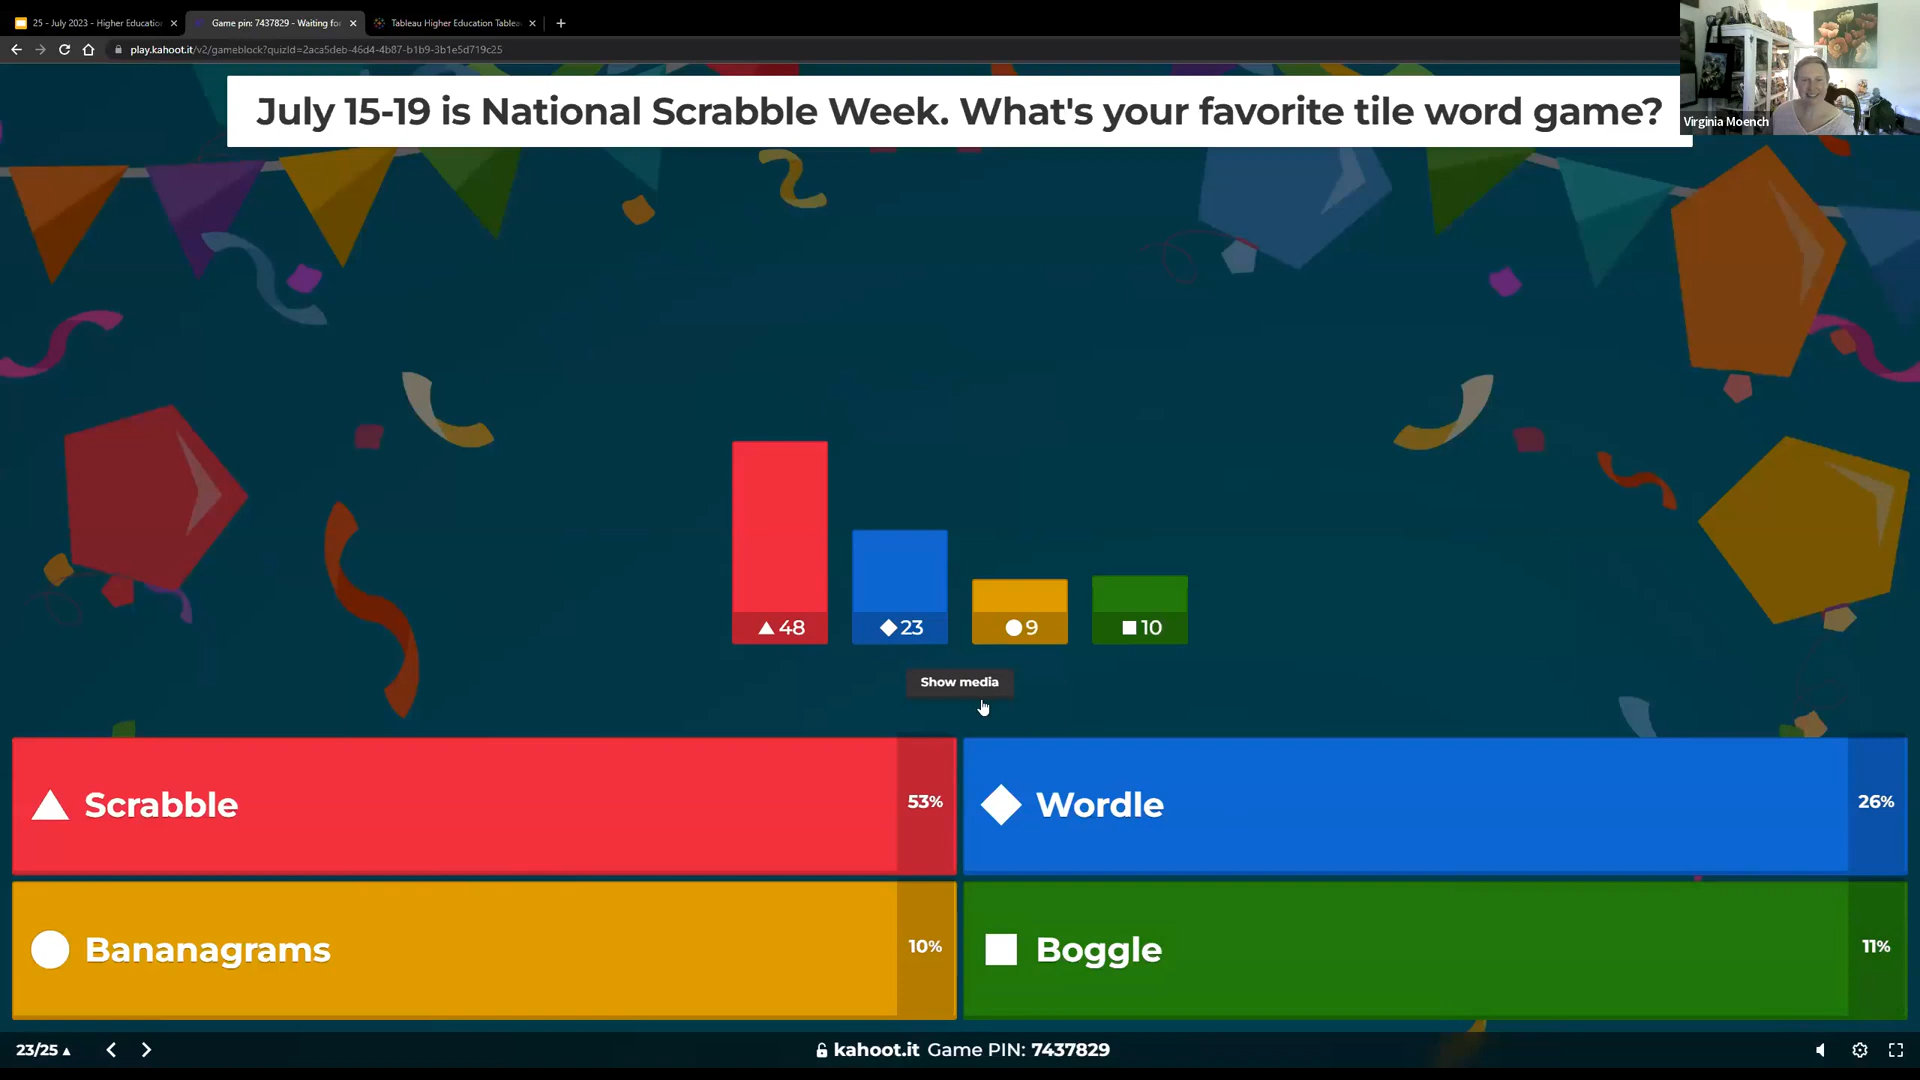 25 - July 2023 - Higher Educatio
Game pin: 7437829 - Waiting for
Tableau Higher Education Tablea
play.kahoot.it/v2/gameblock?quizId=2aca5deb-46d4-4b87-b1b9-3b1e5d719c25
July 15-19 is National Scrabble Week. What's your favorite tile word game?
Virginia Moench
48
23
9
10
Show media
Scrabble
53%
Wordle
26%
Bananagrams
10%
Boggle
11%
23/25
kahoot.it Game PIN: 7437829